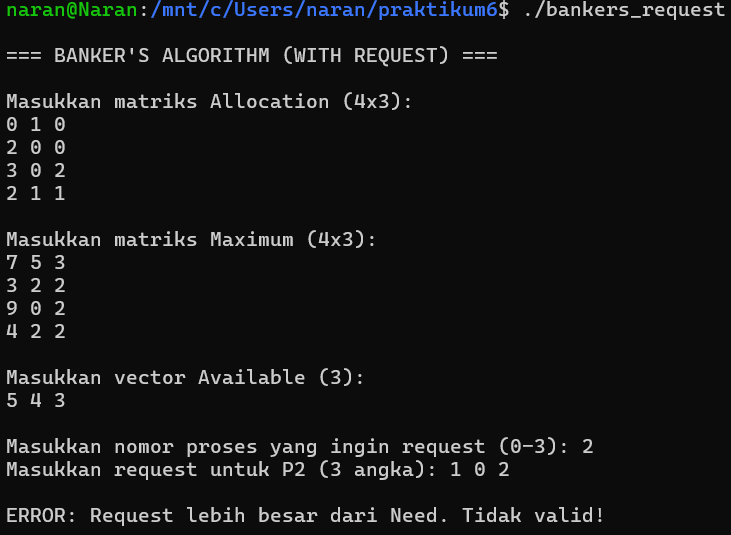 naran@Naran:/mnt/c/Users/naran/praktikum6$ ./bankers_request
=== BANKER'S ALGORITHM (WITH REQUEST) ===
Masukkan matriks Allocation (4x3):
0 1 0
2 0 0
3 0 2
2 1 1
Masukkan matriks Maximum (4x3):
7 5 3
3 2 2
9 0 2
4 2 2
Masukkan vector Available (3):
5 4 3
Masukkan nomor proses yang ingin request (0-3): 2
Masukkan request untuk P2 (3 angka): 1 0 2
ERROR: Request lebih besar dari Need. Tidak valid!